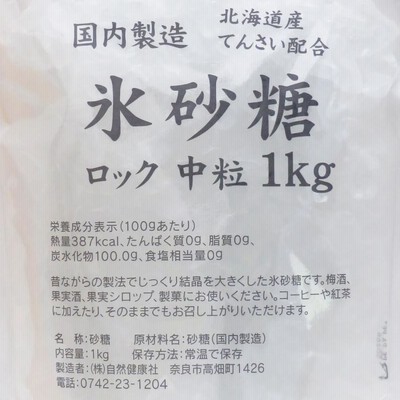 国内製造
北海道産
てんさい配合
氷砂糖
ロック 中粒 1kg
栄養成分表示（100gあたり）
熱量387kcal、たんぱく質0g、脂質0g、
炭水化物100.0g、食塩相当量0g
昔ながらの製法でじっくり結晶を大きくした氷砂糖です。梅酒、
果実酒、果実シロップ、製菓にお使いください。コーヒーや紅茶
に加えたり、そのままでもお召し上がりいただけます。
名 称：砂糖　原材料名：砂糖（国内製造）
内容量：1kg　保存方法：常温で保存
製造者：（株）自然健康社　奈良市高畑町1426
電話：0742-23-1204